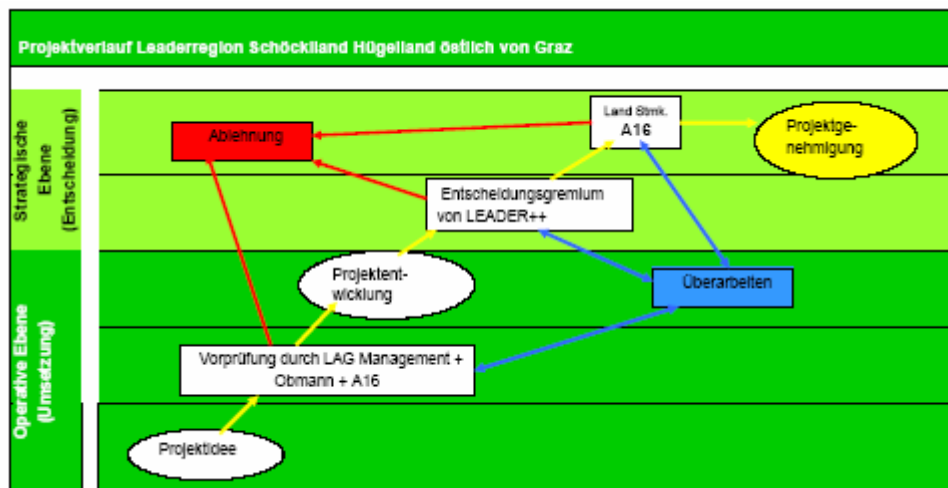 Projektverlauf Leaderregion Schöcklland Hügelland östlich von Graz
Strategische
Ebene
(Entscheidung)
Ablehnung
Land Stmk.
A16
Projektge-
nehmigung
Entscheidungsgremium
von LEADER++
Operative Ebene
(Umsetzung)
Projektent-
wicklung
Überarbeiten
Vorprüfung durch LAG Management +
Obmann + A16
Projektidee